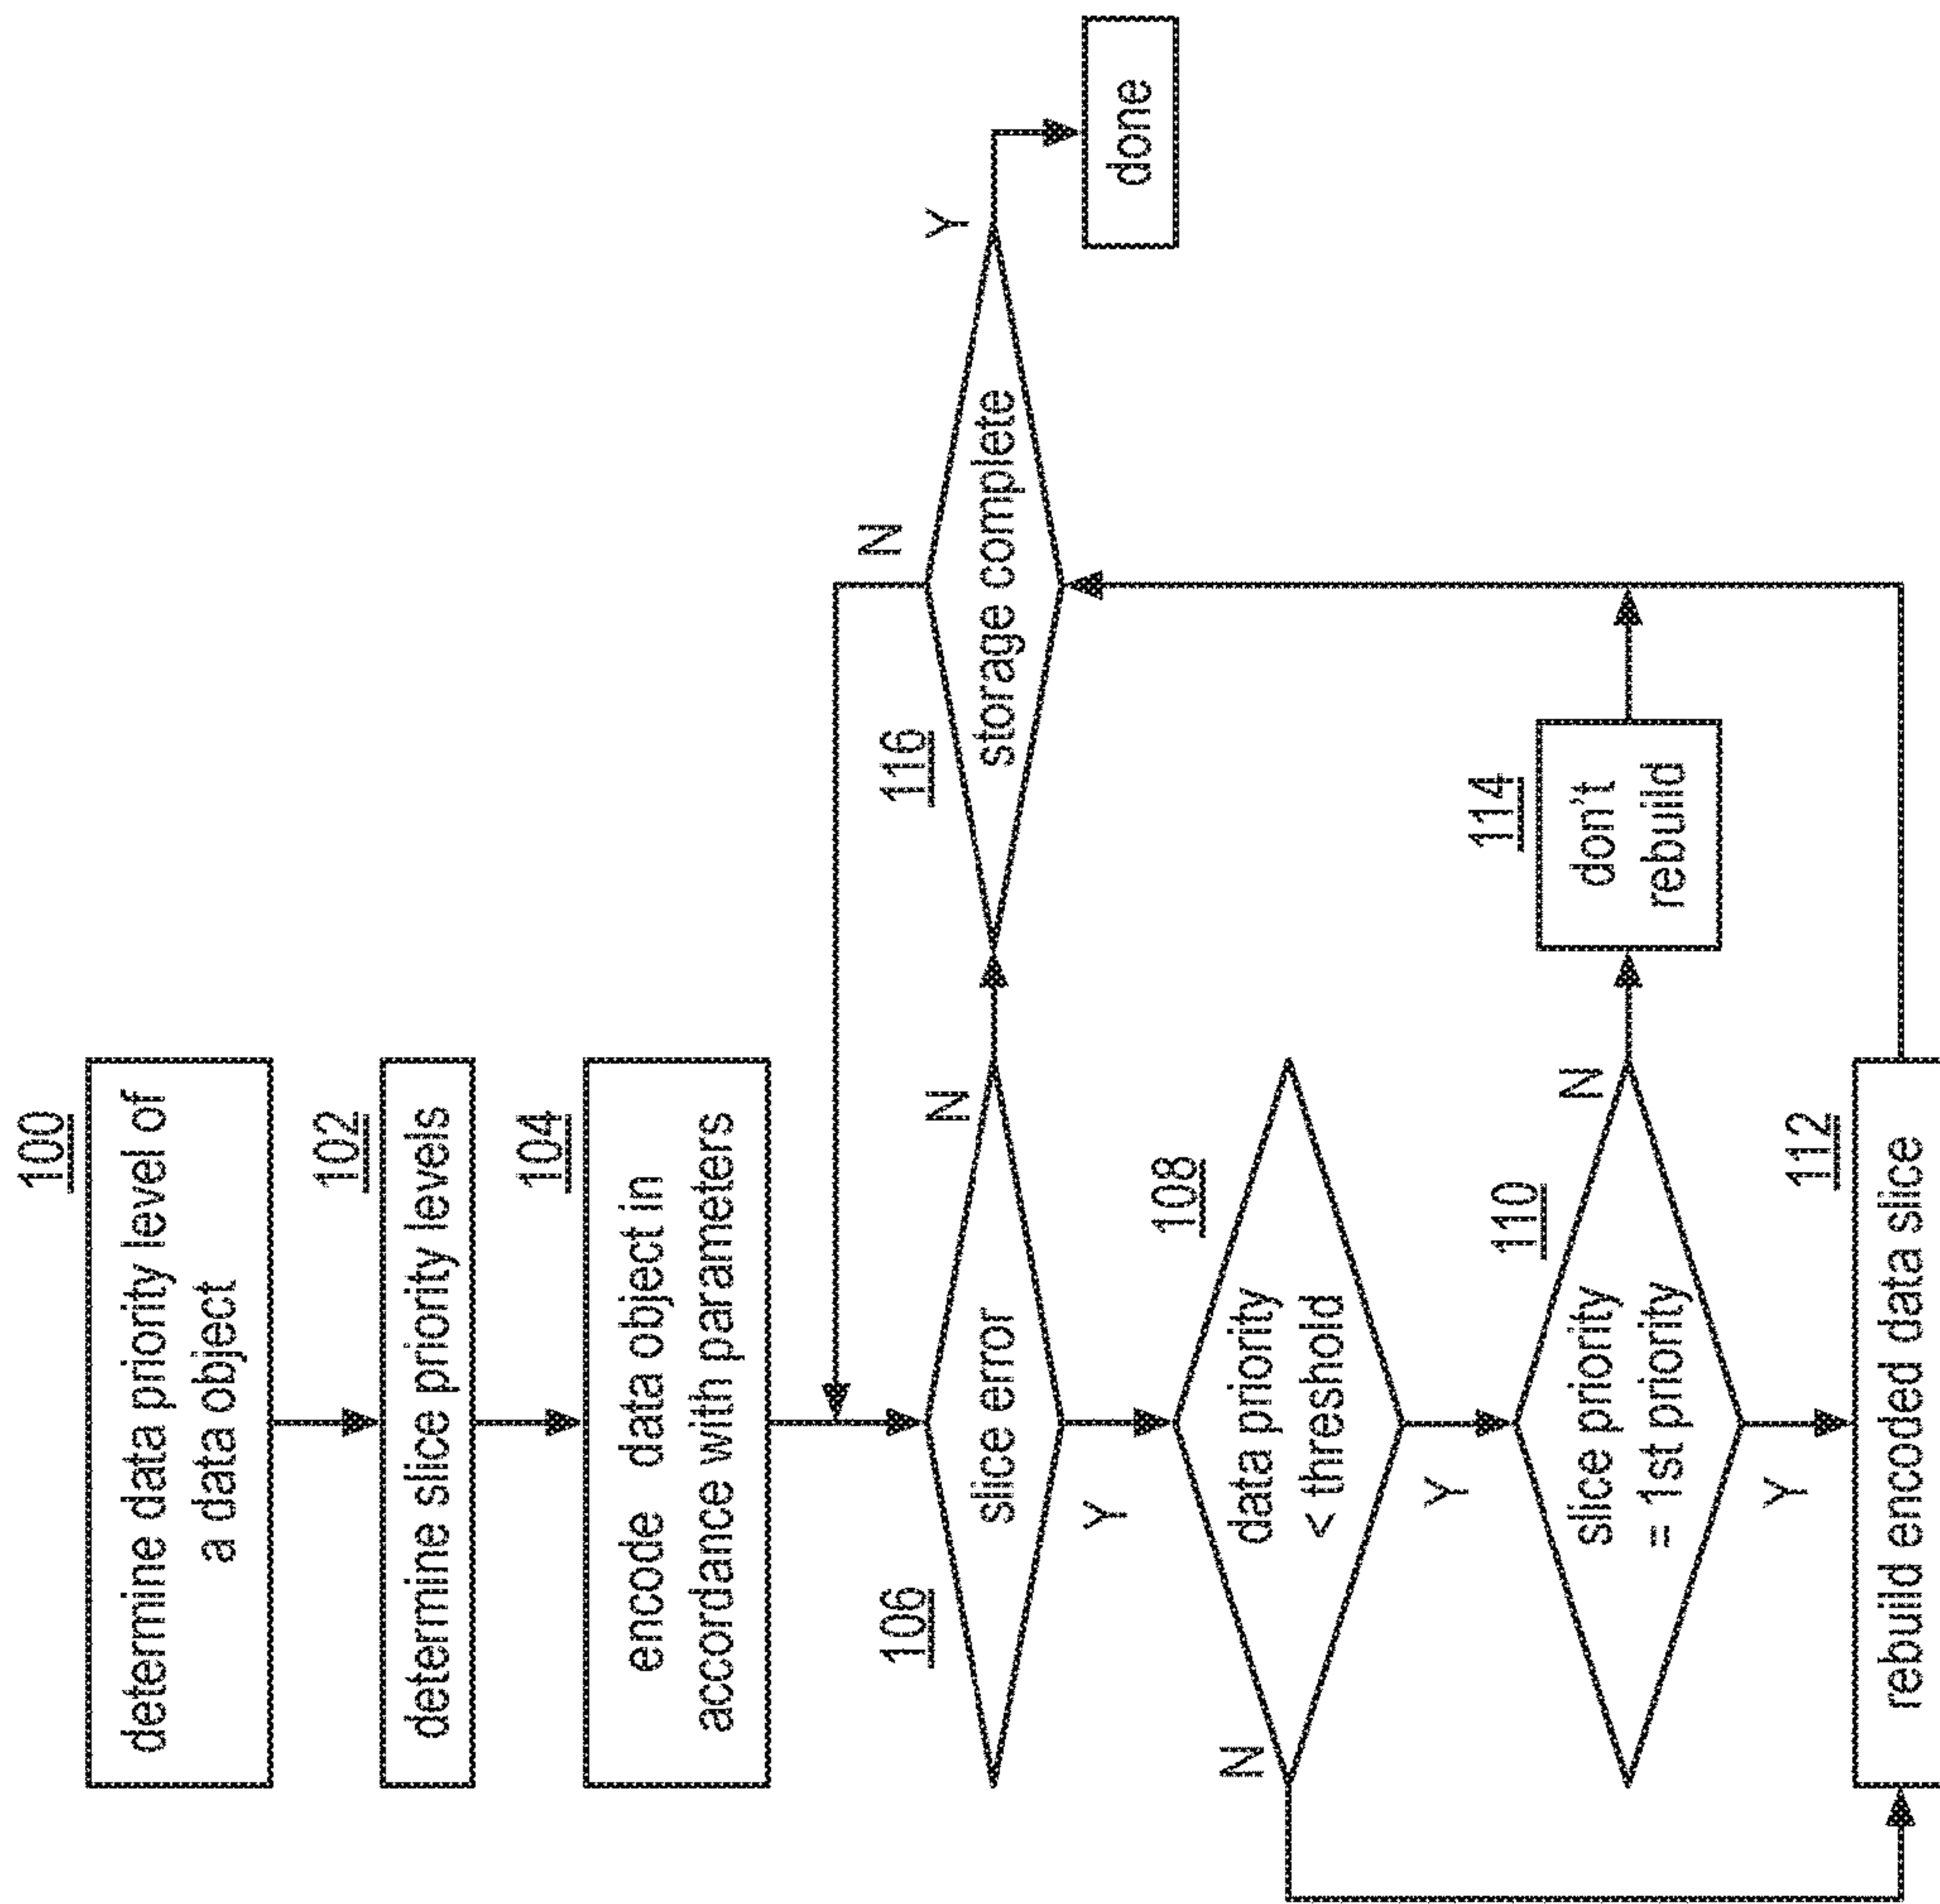 100
determine data priority level of
a data object
102
determine slice priority levels
104
encode data object in
accordance with parameters
106
slice error
N
Y
116
storage complete
N
Y
done
108
data priority
< threshold
N
Y
110
slice priority
= 1st priority
N
Y
114
don't
rebuild
112
rebuild encoded data slice